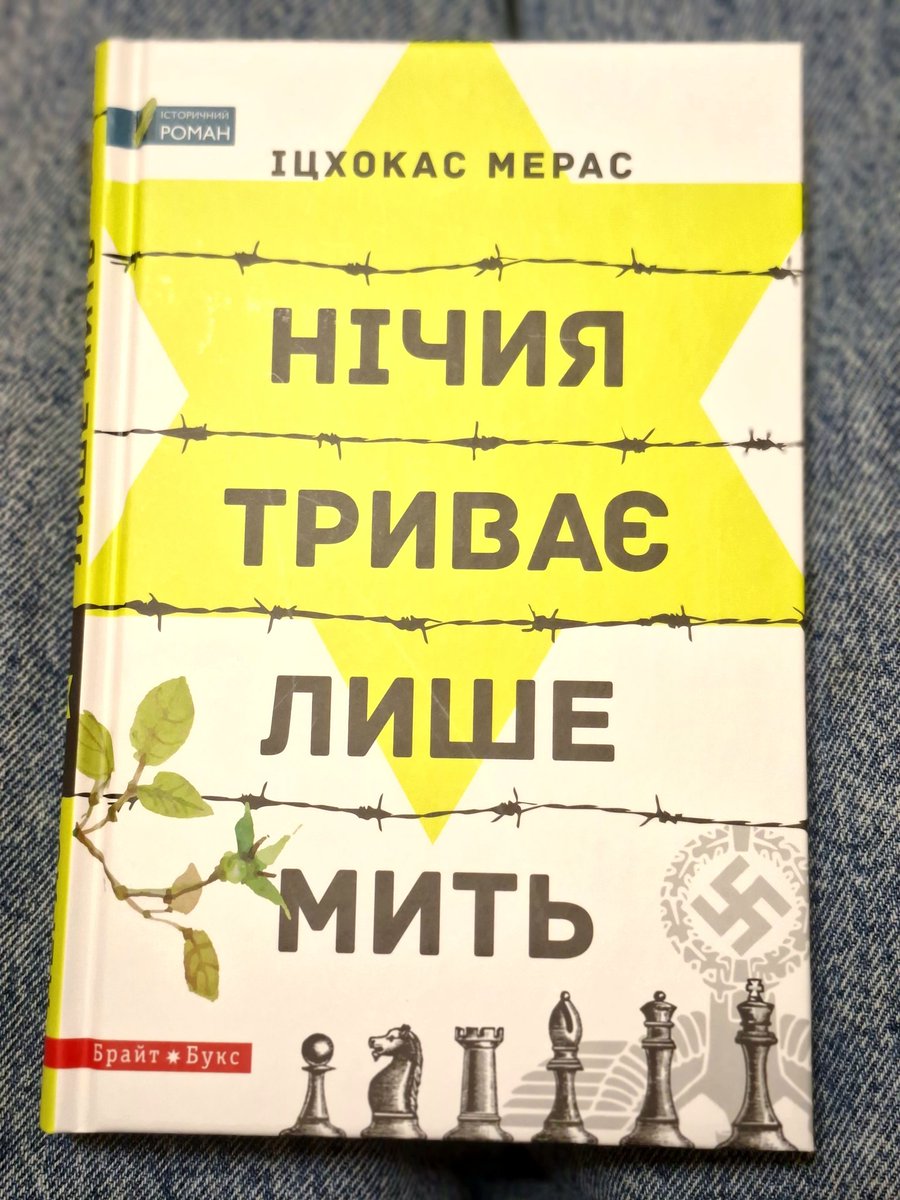 ІСТОРИЧНИЙ
РОМАН
ІЦХОКАС МЕРАС
НІЧИЯ
ТРИВАЄ
ЛИШЕ
МИТЬ
Брайт Букс